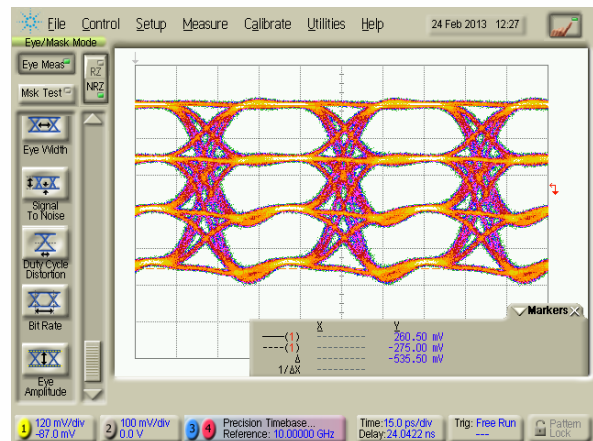 File Control Setup Measure Calibrate Utilities Help 24 Feb 2013 12:27
Eye/Mask Mode
Eye Meas
RZ
NRZ
Msk Test
Eye Width
Signal
To Noise
Duty Cycle
Distortion
Bit Rate
Eye
Amplitude
Markers
X Y
(1) --------- 260.50 mV
----(1) --------- -275.00 mV
Δ --------- -535.50 mV
1/ΔX ---------
1 120 mV/div
-87.0 mV
2 100 mV/div
0.0 V
3 4 Precision Timebase...
Reference: 10.00000 GHz
Time:15.0 ps/div
Delay:24.0422 ns
Trig: Free Run
---
Pattern
Lock